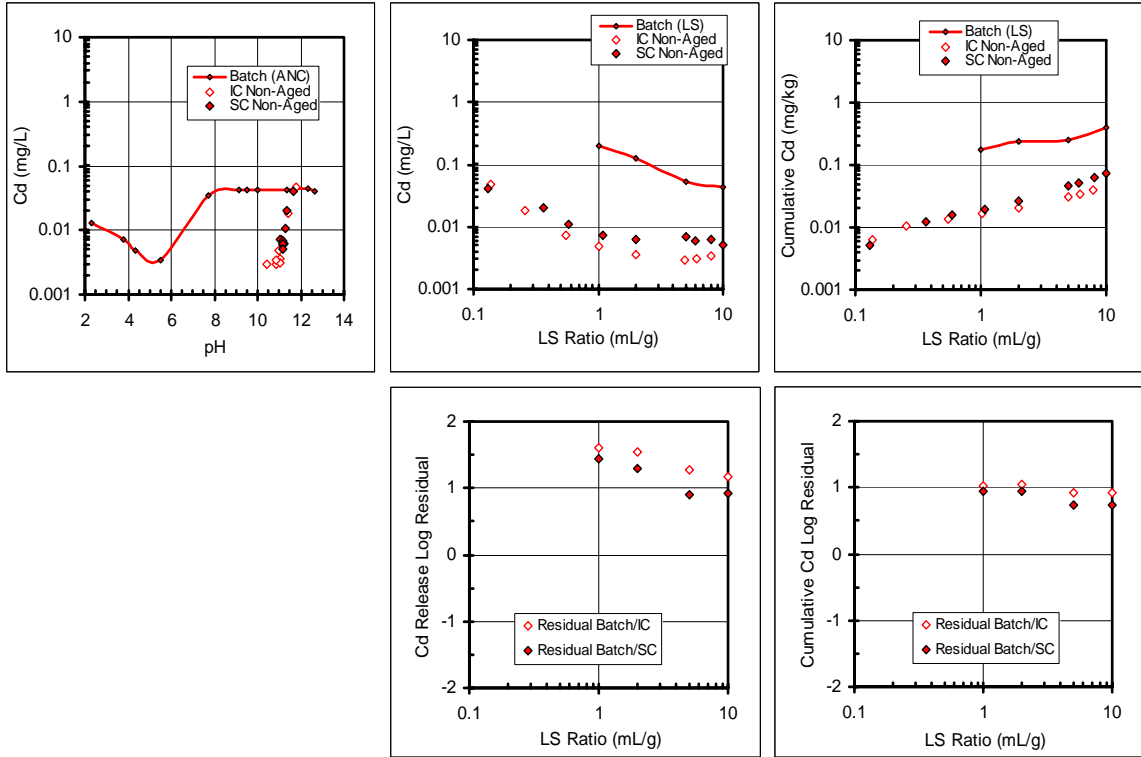 Batch (ANC)
IC Non-Aged
SC Non-Aged
10
1
0.1
0.01
0.001
Cd (mg/L)
2 4 6 8 10 12 14
pH
Batch (LS)
IC Non-Aged
SC Non-Aged
10
1
0.1
0.01
0.001
Cd (mg/L)
0.1 1 10
LS Ratio (mL/g)
Batch (LS)
IC Non-Aged
SC Non-Aged
10
1
0.1
0.01
0.001
Cumulative Cd (mg/kg)
0.1 1 10
LS Ratio (mL/g)
2
1
0
-1
-2
Cd Release Log Residual
Residual Batch/IC
Residual Batch/SC
0.1 1 10
LS Ratio (mL/g)
2
1
0
-1
-2
Cumulative Cd Log Residual
Residual Batch/IC
Residual Batch/SC
0.1 1 10
LS Ratio (mL/g)